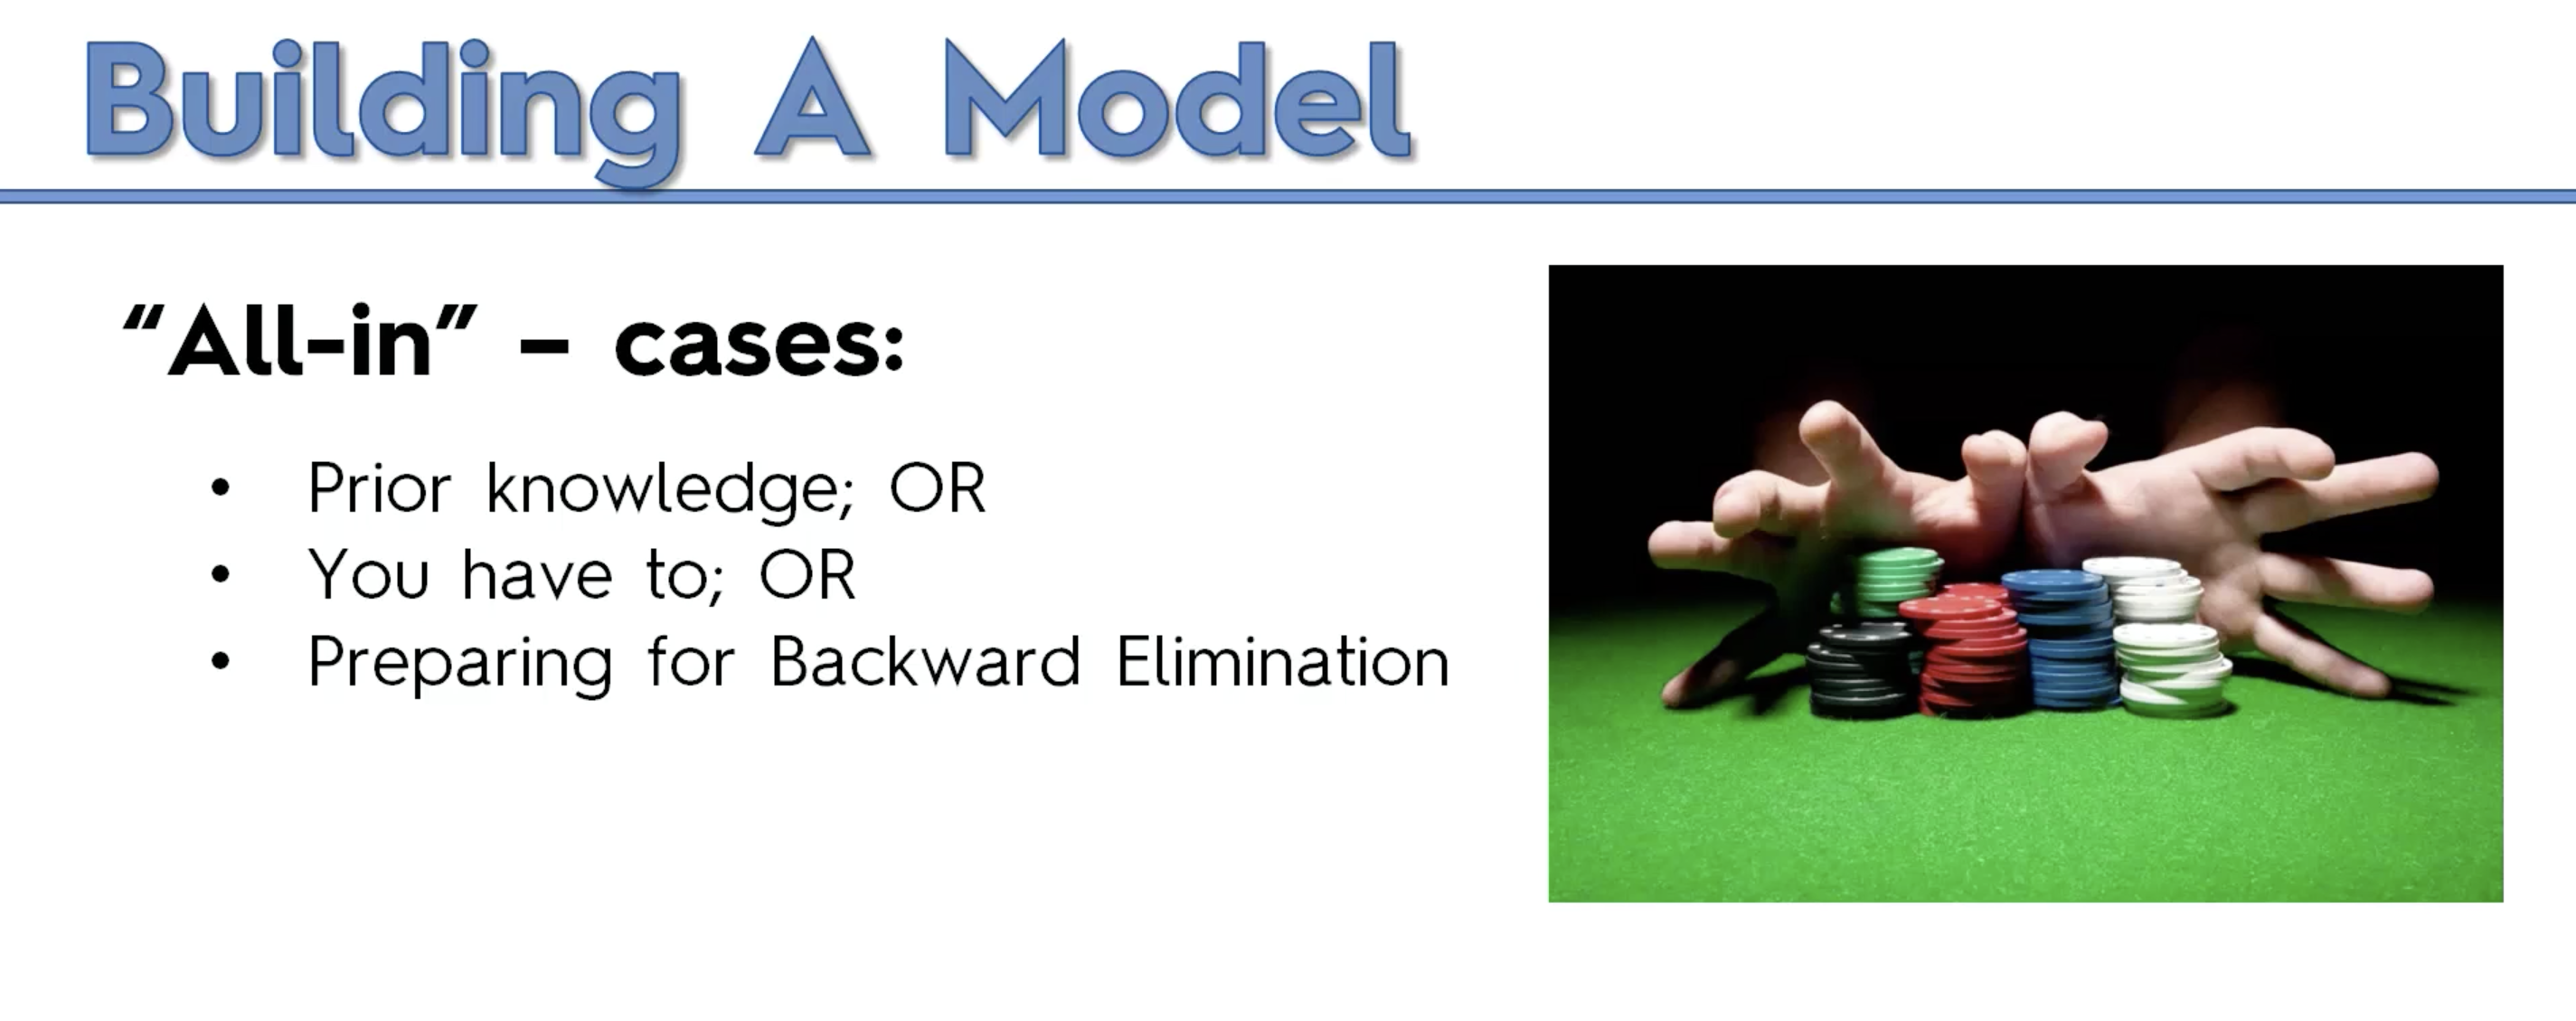 Building A Model
“All-in” – cases:
• Prior knowledge; OR
• You have to; OR
• Preparing for Backward Elimination